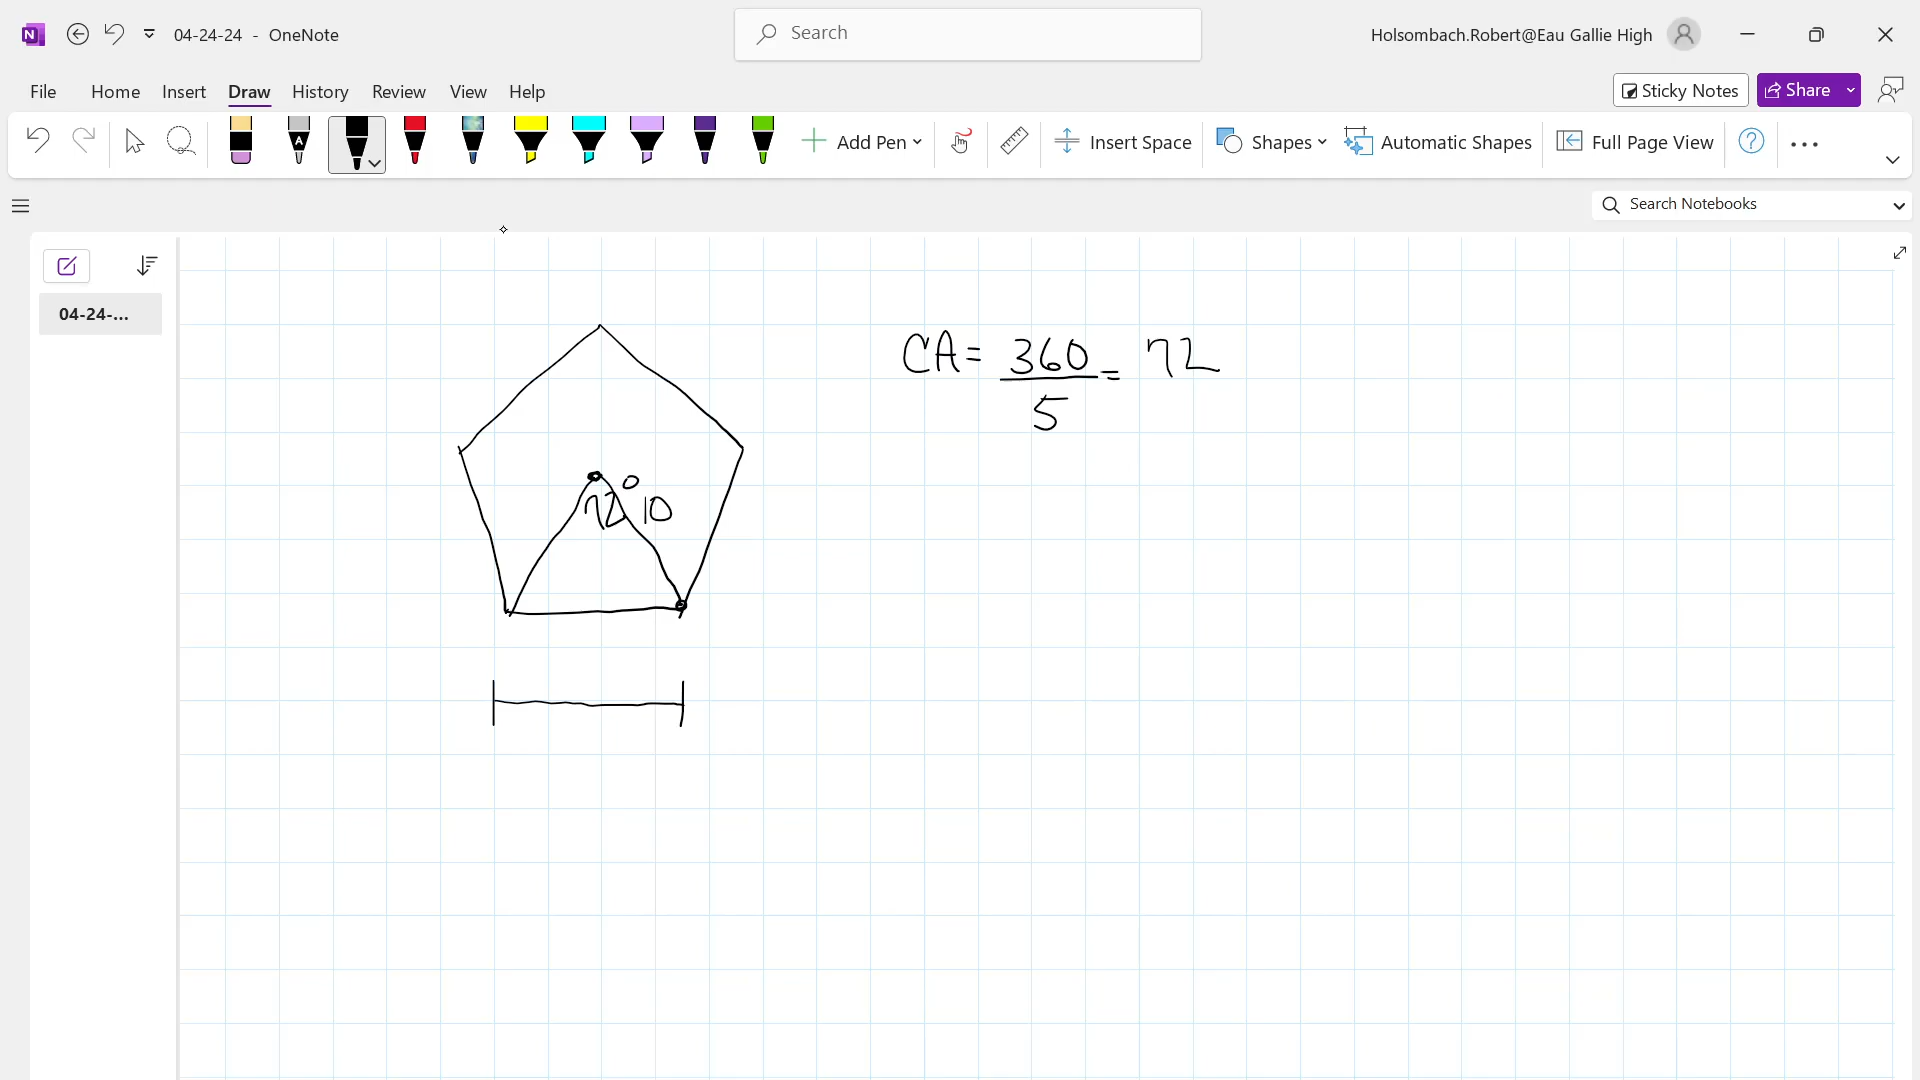 04-24-24 - OneNote
Search
Holsombach.Robert@Eau Gallie High
File Home Insert Draw History Review View Help
Sticky Notes
Share
A
Add Pen
Insert Space
Shapes
Automatic Shapes
Full Page View
?
...
Search Notebooks
04-24-...
CA = 360 = 72
5
72° 10